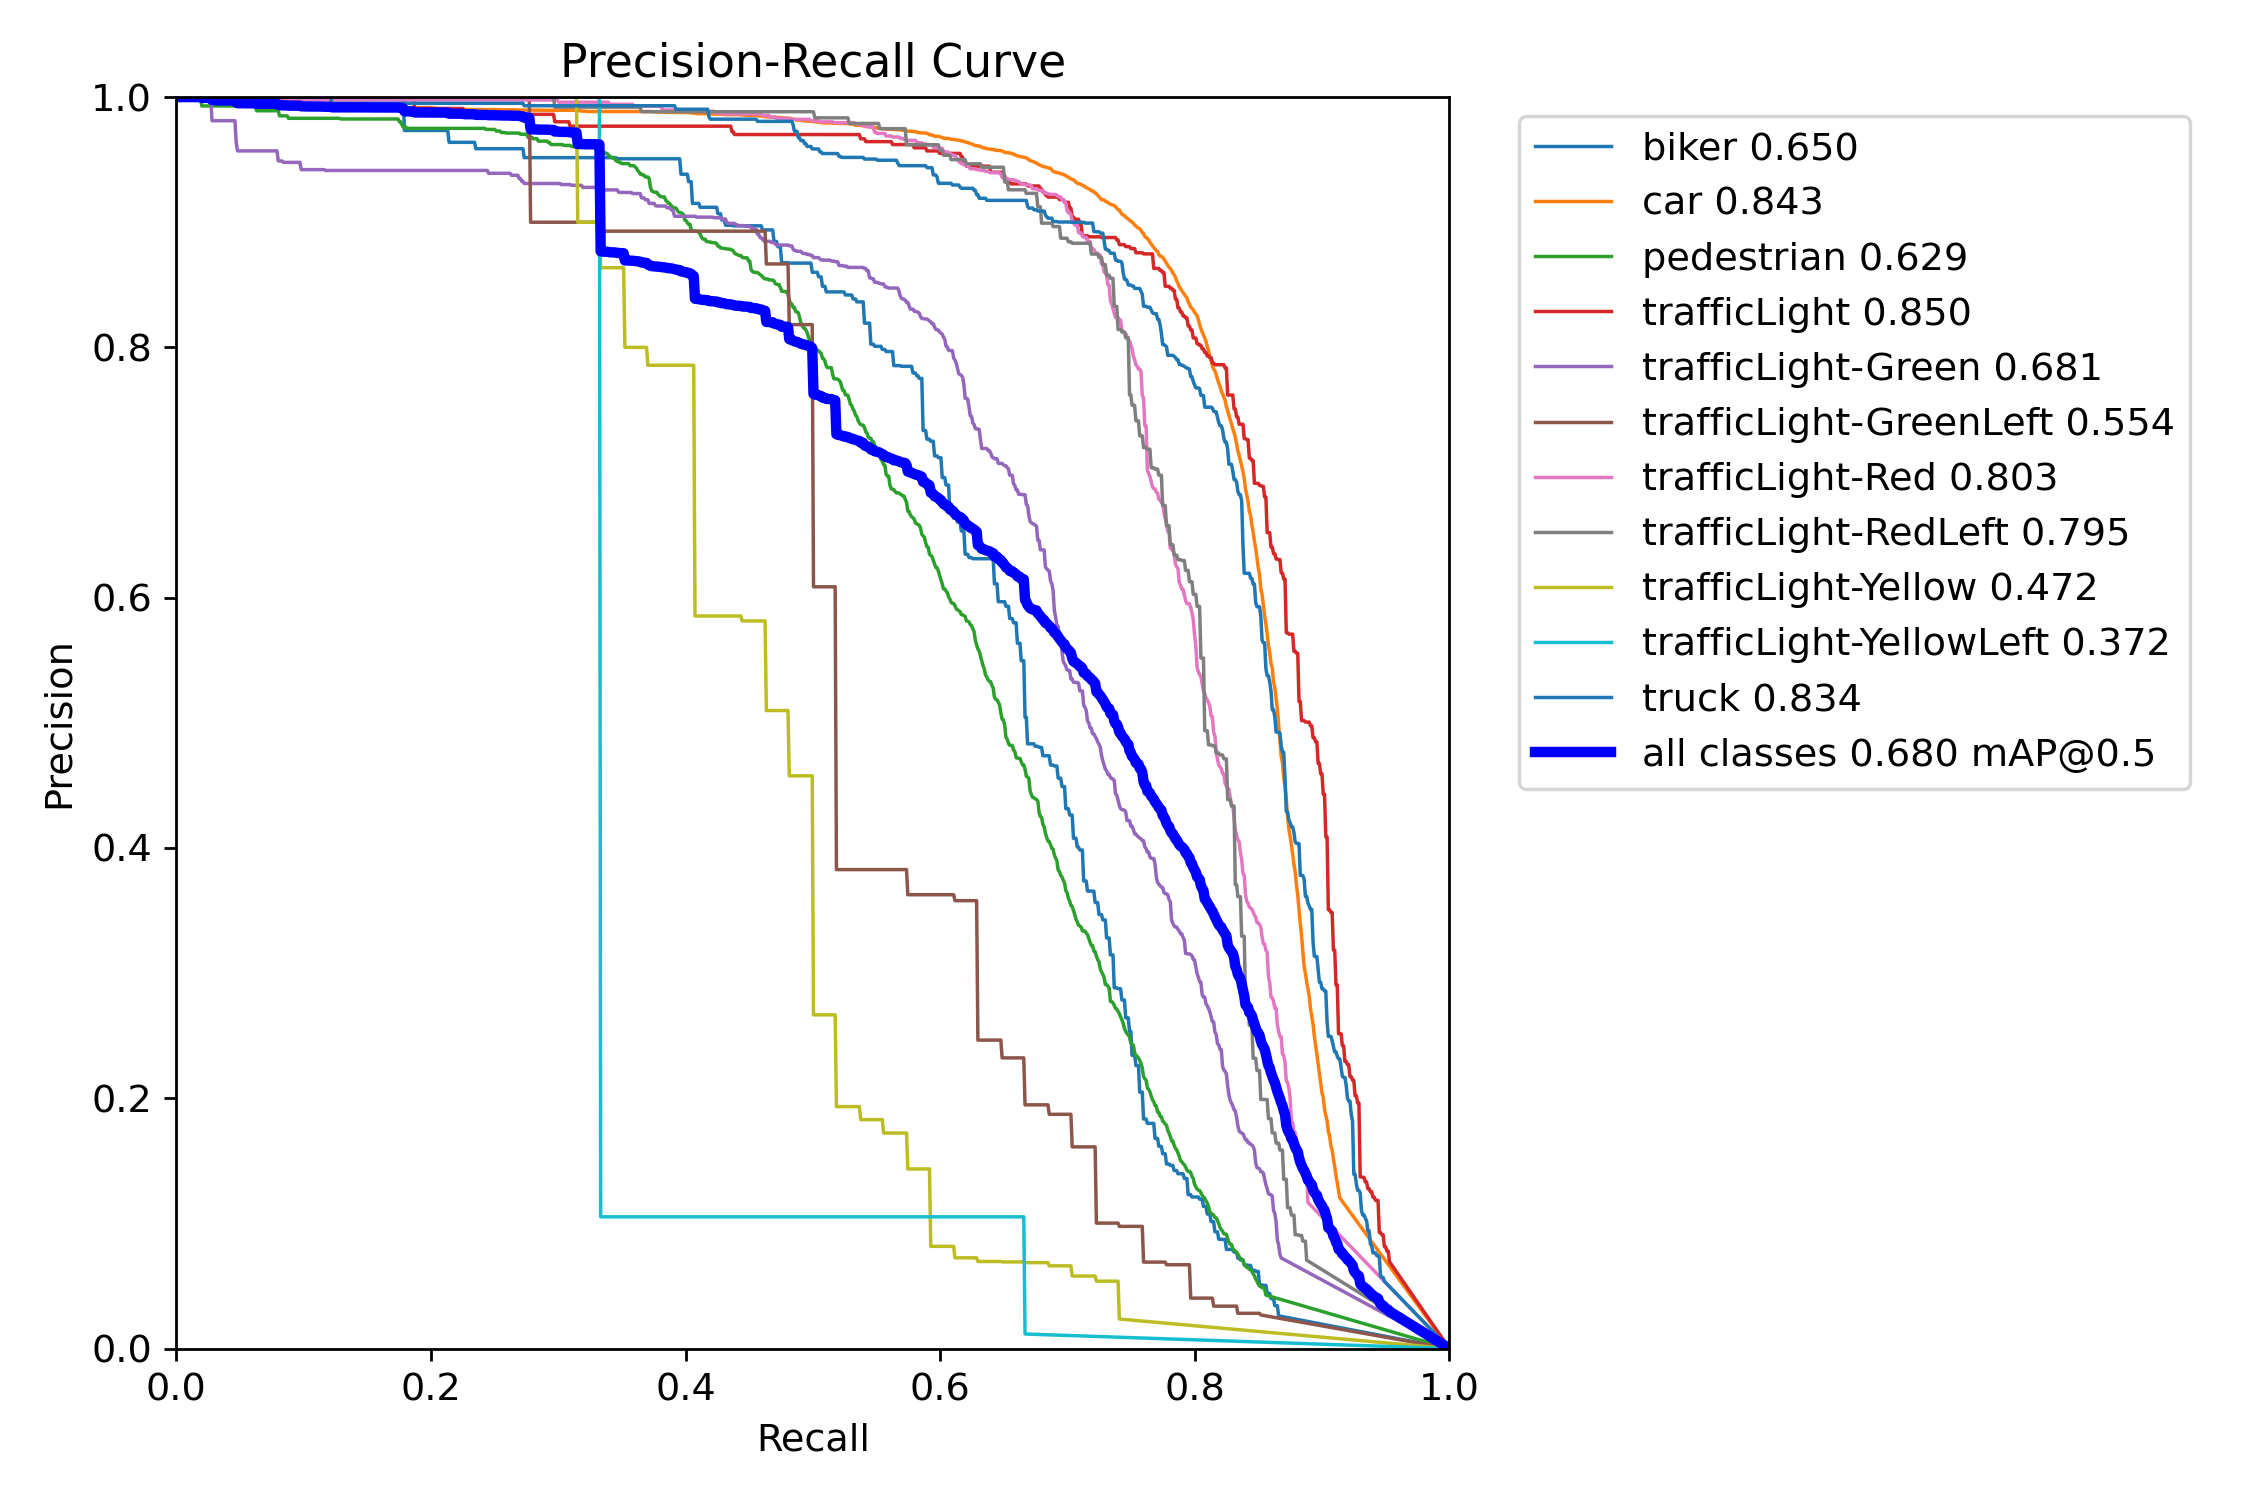 Precision-Recall Curve
1.0
0.8
0.6
0.4
0.2
0.0
Precision
0.0 0.2 0.4 0.6 0.8 1.0
Recall
biker 0.650
car 0.843
pedestrian 0.629
trafficLight 0.850
trafficLight-Green 0.681
trafficLight-GreenLeft 0.554
trafficLight-Red 0.803
trafficLight-RedLeft 0.795
trafficLight-Yellow 0.472
trafficLight-YellowLeft 0.372
truck 0.834
all classes 0.680 mAP@0.5